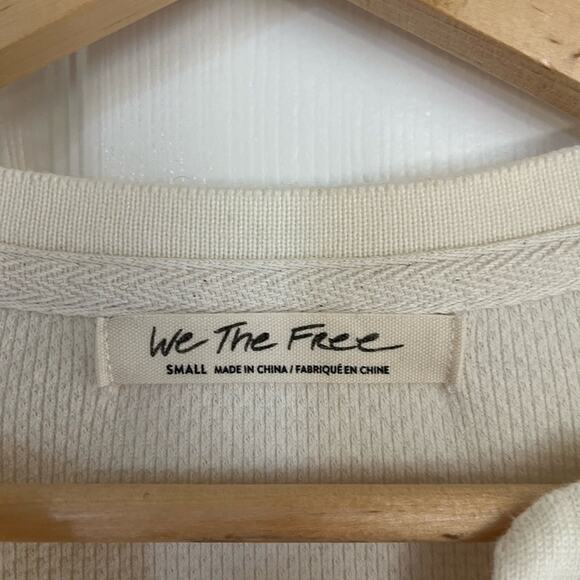 We The Free
SMALL MADE IN CHINA / FABRIQUÉ EN CHINE